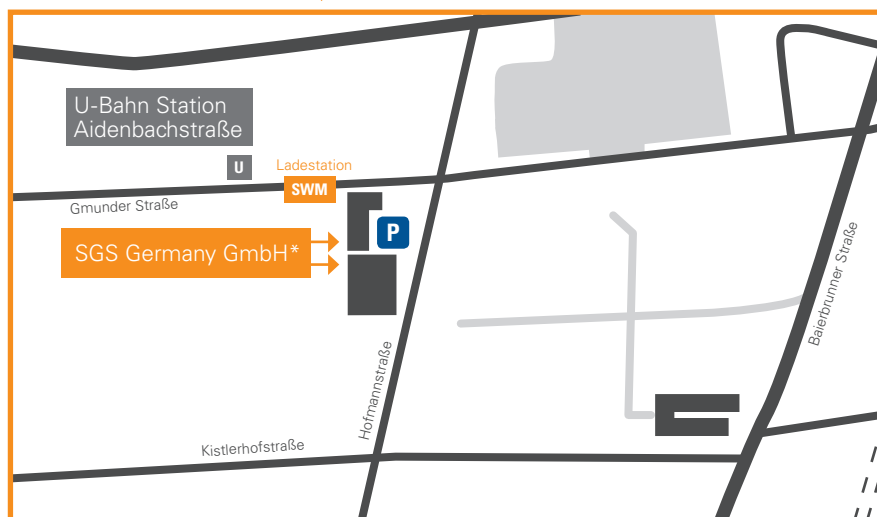 U-Bahn Station
Aidenbachstraße
U
Ladestation
SWM
Gmunder Straße
P
SGS Germany GmbH*
Baierbrunner Straße
Hofmannstraße
Kistlerhofstraße